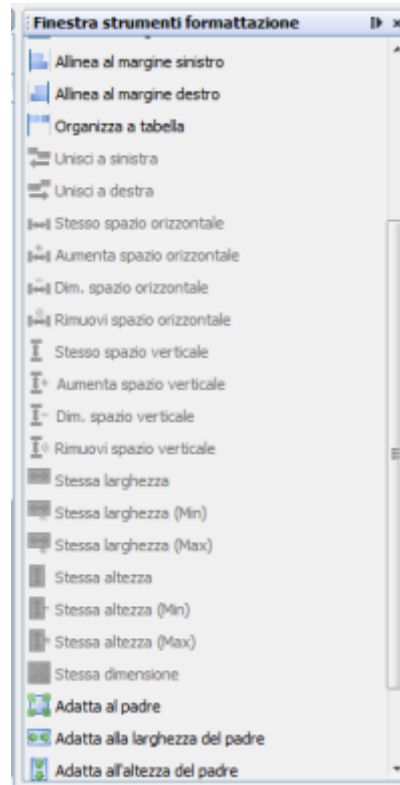 Finestra strumenti formattazione
Allinea al margine sinistro
Allinea al margine destro
Organizza a tabella
Unisci a sinistra
Unisci a destra
Stesso spazio orizzontale
Aumenta spazio orizzontale
Dim. spazio orizzontale
Rimuovi spazio orizzontale
Stesso spazio verticale
Aumenta spazio verticale
Dim. spazio verticale
Rimuovi spazio verticale
Stessa larghezza
Stessa larghezza (Min)
Stessa larghezza (Max)
Stessa altezza
Stessa altezza (Min)
Stessa altezza (Max)
Stessa dimensione
Adatta al padre
Adatta alla larghezza del padre
Adatta all'altezza del padre